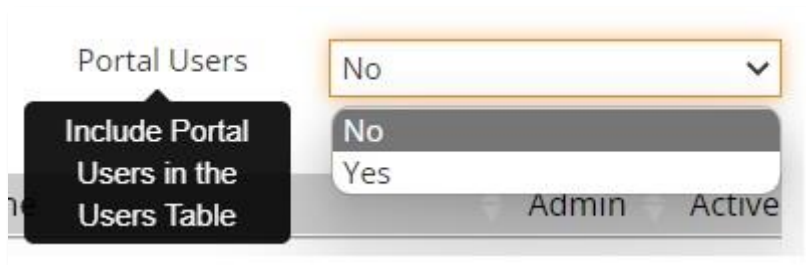 Portal Users
No
Include Portal
Users in the
Users Table
No
Yes
Admin
Active